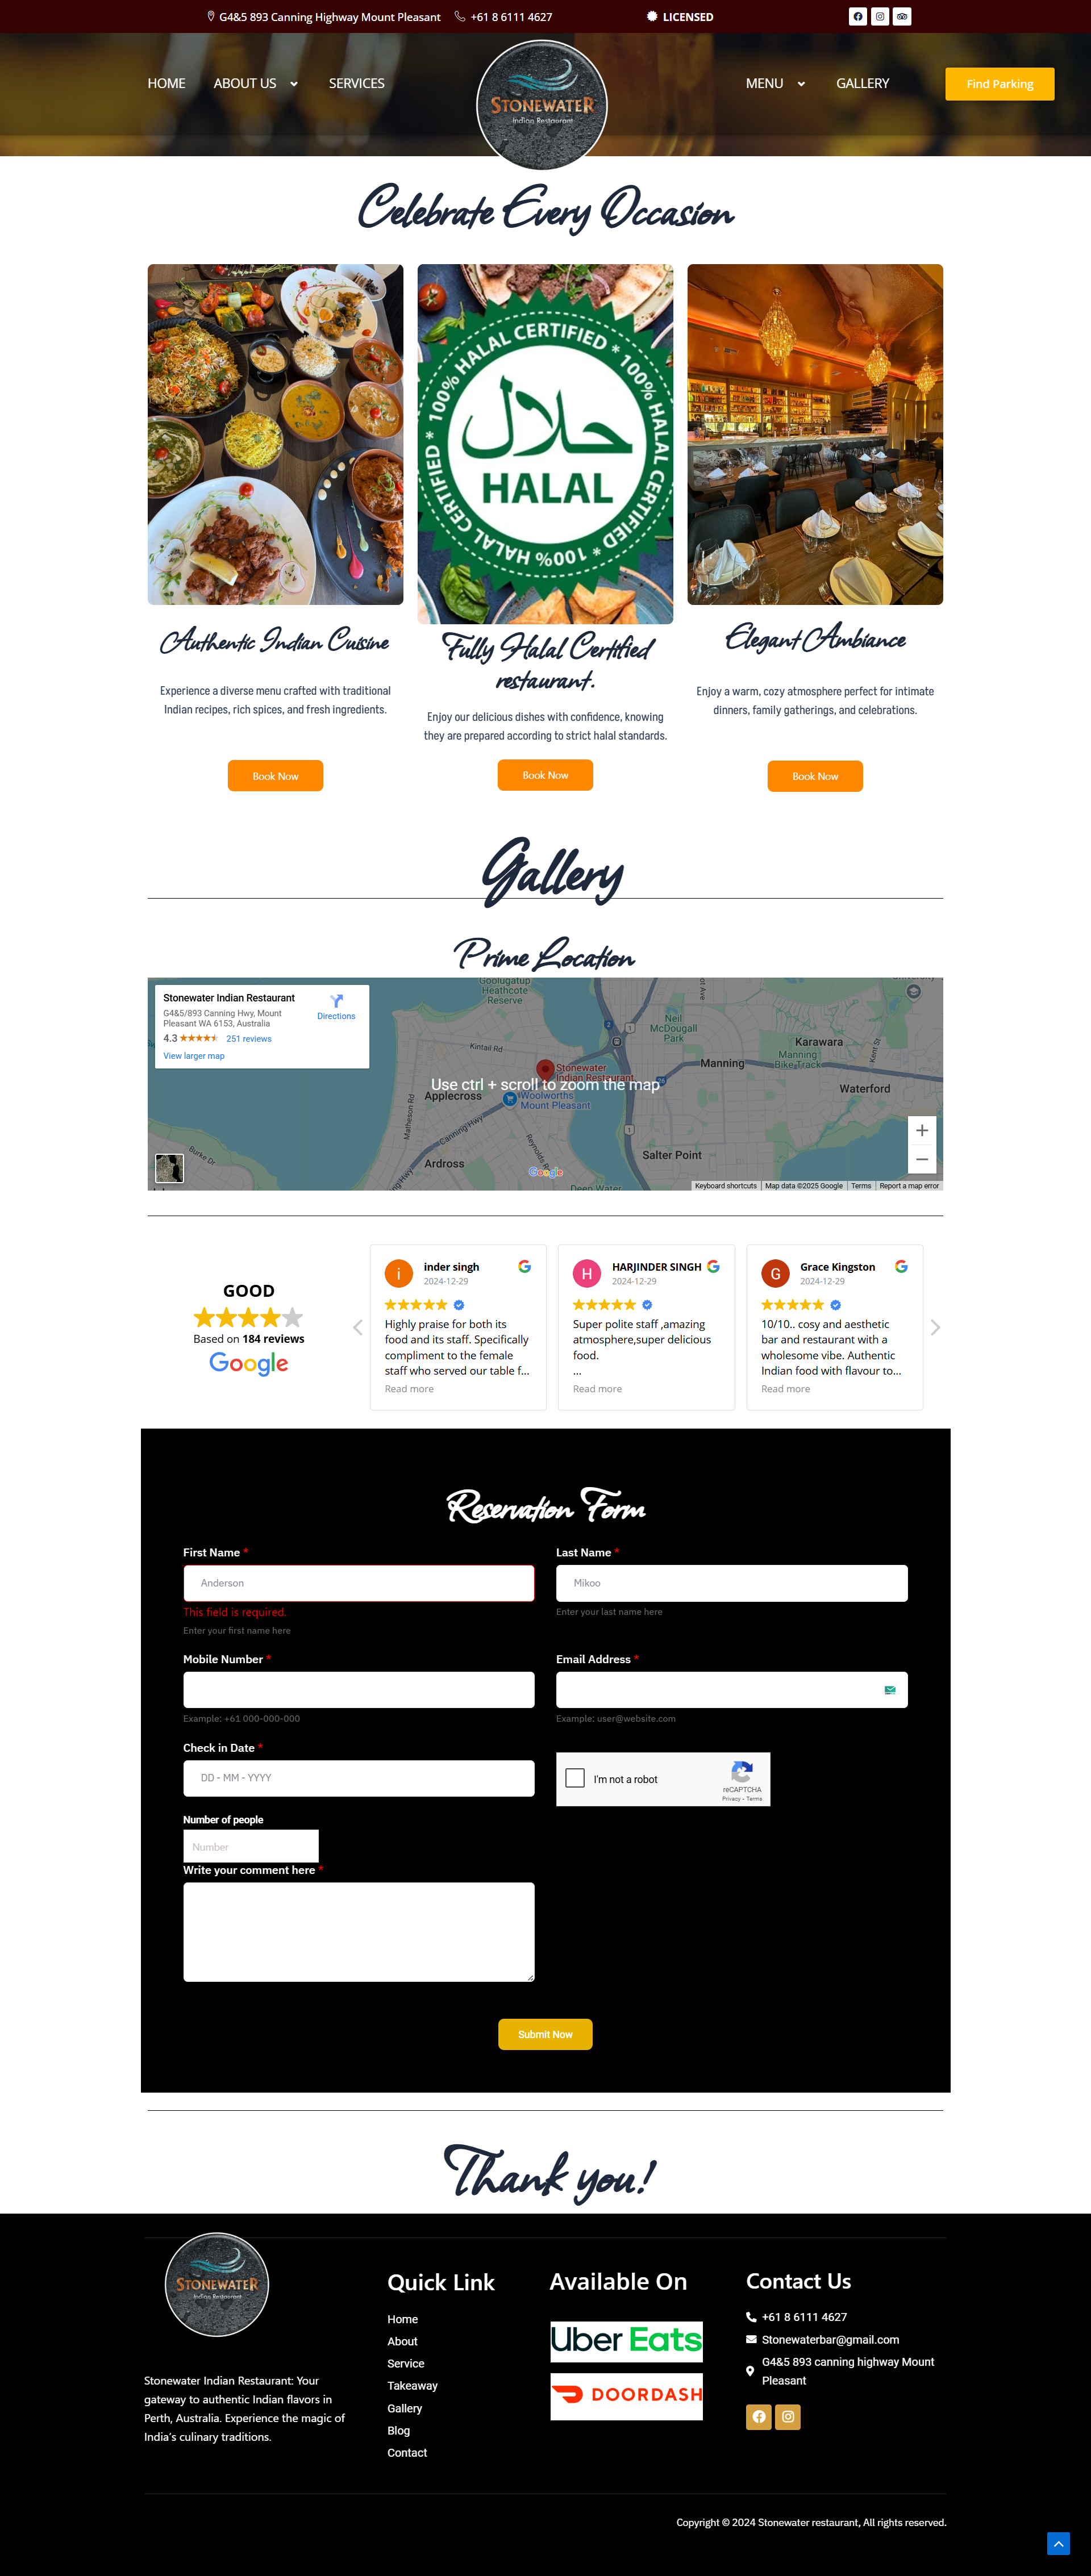 G4&5 893 Canning Highway Mount Pleasant
+61 8 6111 4627
LICENSED
HOME
ABOUT US
SERVICES
STONEWATER
Indian Restaurant
MENU
GALLERY
Find Parking
Celebrate Every Occasion
100% HALAL CERTIFIED * 100% HALAL CERTIFIED * 100% HALAL CERTIFIED *
حلال
HALAL
Authentic Indian Cuisine
Experience a diverse menu crafted with traditional
Indian recipes, rich spices, and fresh ingredients.
Book Now
Fully Halal Certified
restaurant.
Enjoy our delicious dishes with confidence, knowing
they are prepared according to strict halal standards.
Book Now
Elegant Ambiance
Enjoy a warm, cozy atmosphere perfect for intimate
dinners, family gatherings, and celebrations.
Book Now
Gallery
Prime Location
Stonewater Indian Restaurant
G4&5/893 Canning Hwy, Mount
Pleasant WA 6153, Australia
4.3
251 reviews
View larger map
Directions
Goolugatup
Heathcote
Reserve
Kintail Rd
Neil
McDougall
Park
Karawara
Manning
Manning
Bike Track
Kent St
Waterford
Stonewater
Indian Restaurant
Use ctrl + scroll to zoom the map
Applecross
Woolworths
Mount Pleasant
Matheson Rd
Canning Hwy
Reynolds Rd
Burke Dr
Ardross
Salter Point
Deep Water
Google
Keyboard shortcuts
Map data ©2025 Google
Terms
Report a map error
GOOD
Based on 184 reviews
Google
i
inder singh
2024-12-29
Highly praise for both its
food and its staff. Specifically
compliment to the female
staff who served our table f...
Read more
H
HARJINDER SINGH
2024-12-29
Super polite staff ,amazing
atmosphere,super delicious
food.
...
Read more
G
Grace Kingston
2024-12-29
10/10.. cosy and aesthetic
bar and restaurant with a
wholesome vibe. Authentic
Indian food with flavour to...
Read more
Reservation Form
First Name *
Anderson
This field is required.
Enter your first name here
Last Name *
Mikoo
Enter your last name here
Mobile Number *
Example: +61 000-000-000
Email Address *
Example: user@website.com
Check in Date *
DD - MM - YYYY
I'm not a robot
reCAPTCHA
Privacy - Terms
Number of people
Number
Write your comment here *
Submit Now
Thank you!
STONEWATER
Indian Restaurant
Stonewater Indian Restaurant: Your
gateway to authentic Indian flavors in
Perth, Australia. Experience the magic of
India's culinary traditions.
Quick Link
Home
About
Service
Takeaway
Gallery
Blog
Contact
Available On
Uber Eats
DOORDASH
Contact Us
+61 8 6111 4627
Stonewaterbar@gmail.com
G4&5 893 canning highway Mount
Pleasant
Copyright © 2024 Stonewater restaurant, All rights reserved.